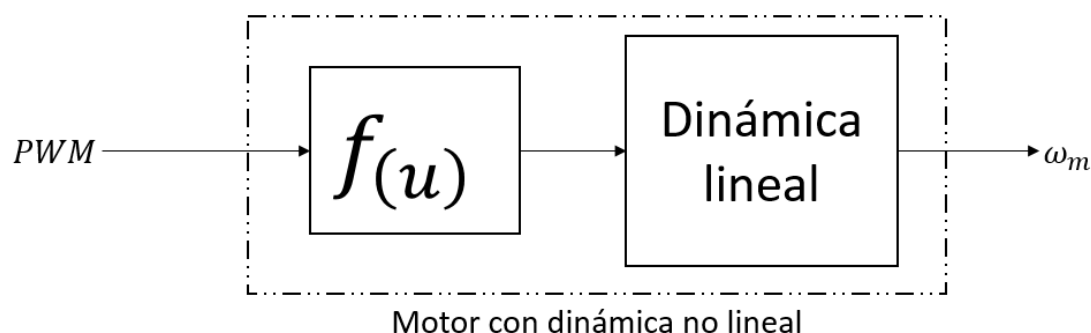 PWM
f(u)
Dinámica
lineal
ωm
Motor con dinámica no lineal